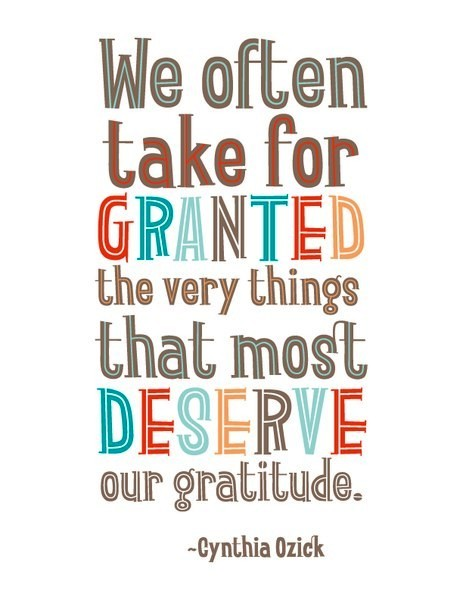 We often
take for
GRANTED
the very things
that most
DESERVE
our gratitude.
~Cynthia Ozick